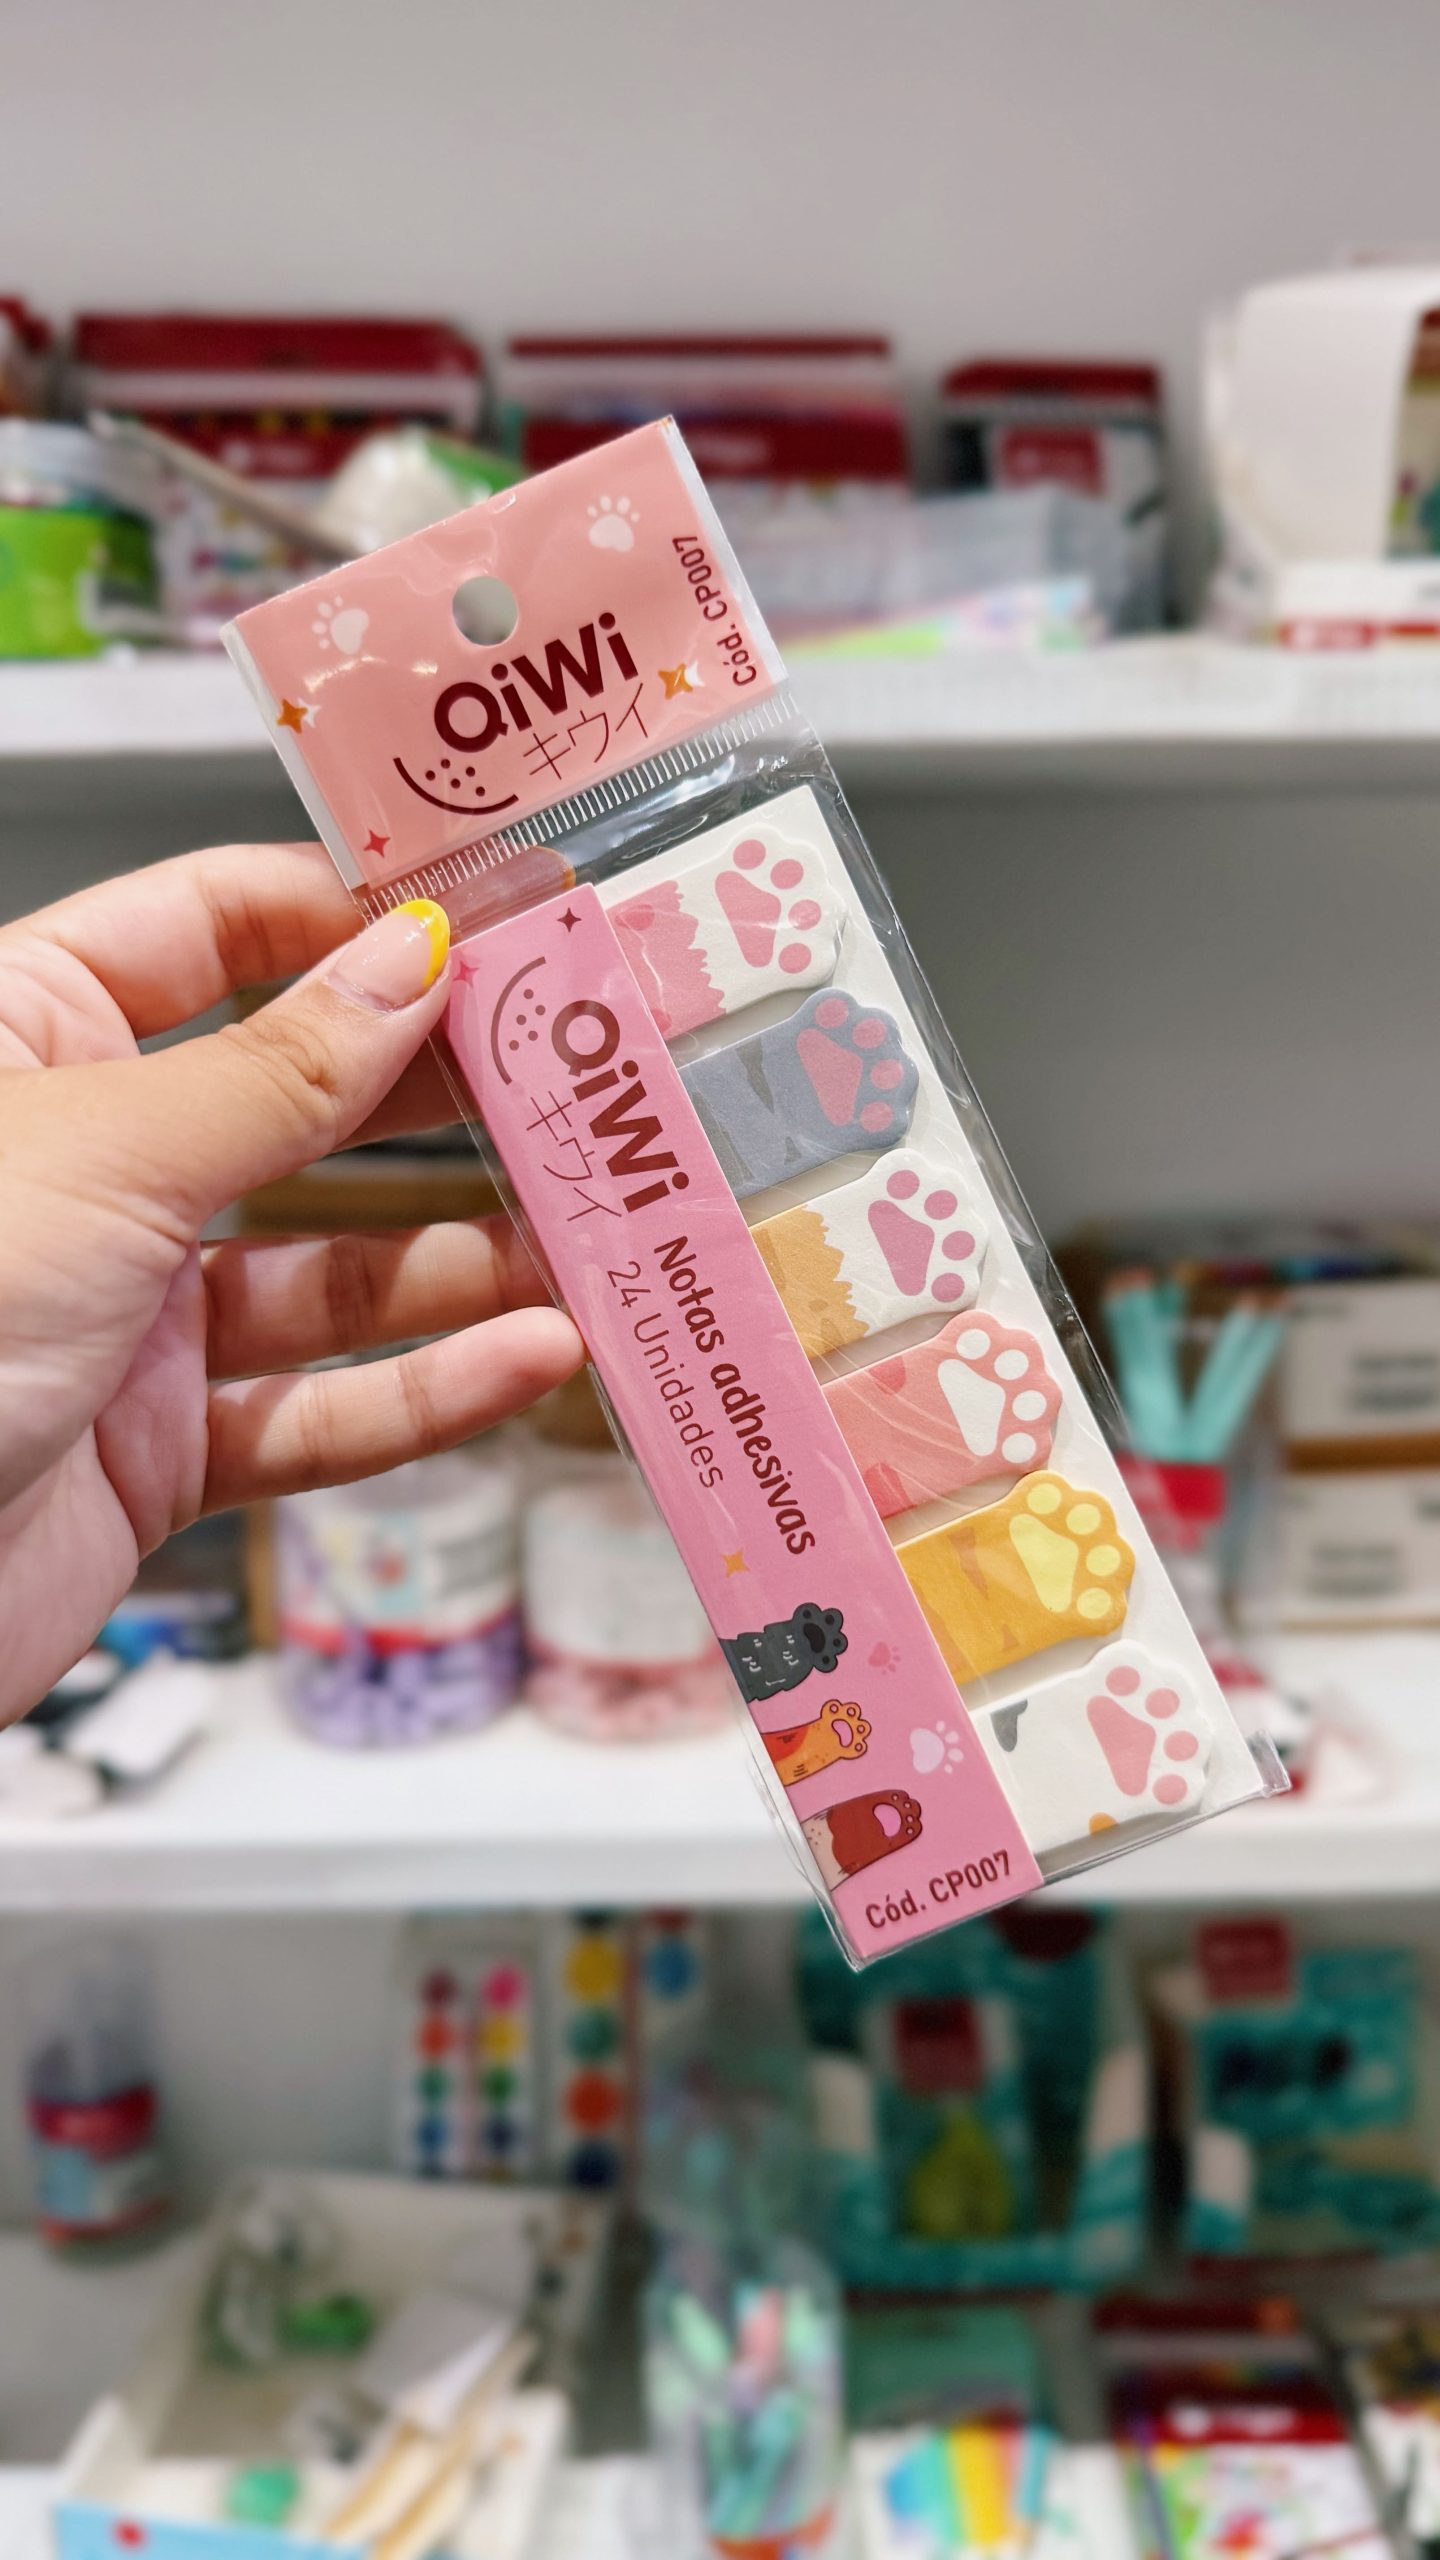 QiWi
キウイ
Cód. CP007
QiWi
キウイ
Notas adhesivas
24 Unidades
Cód. CP007